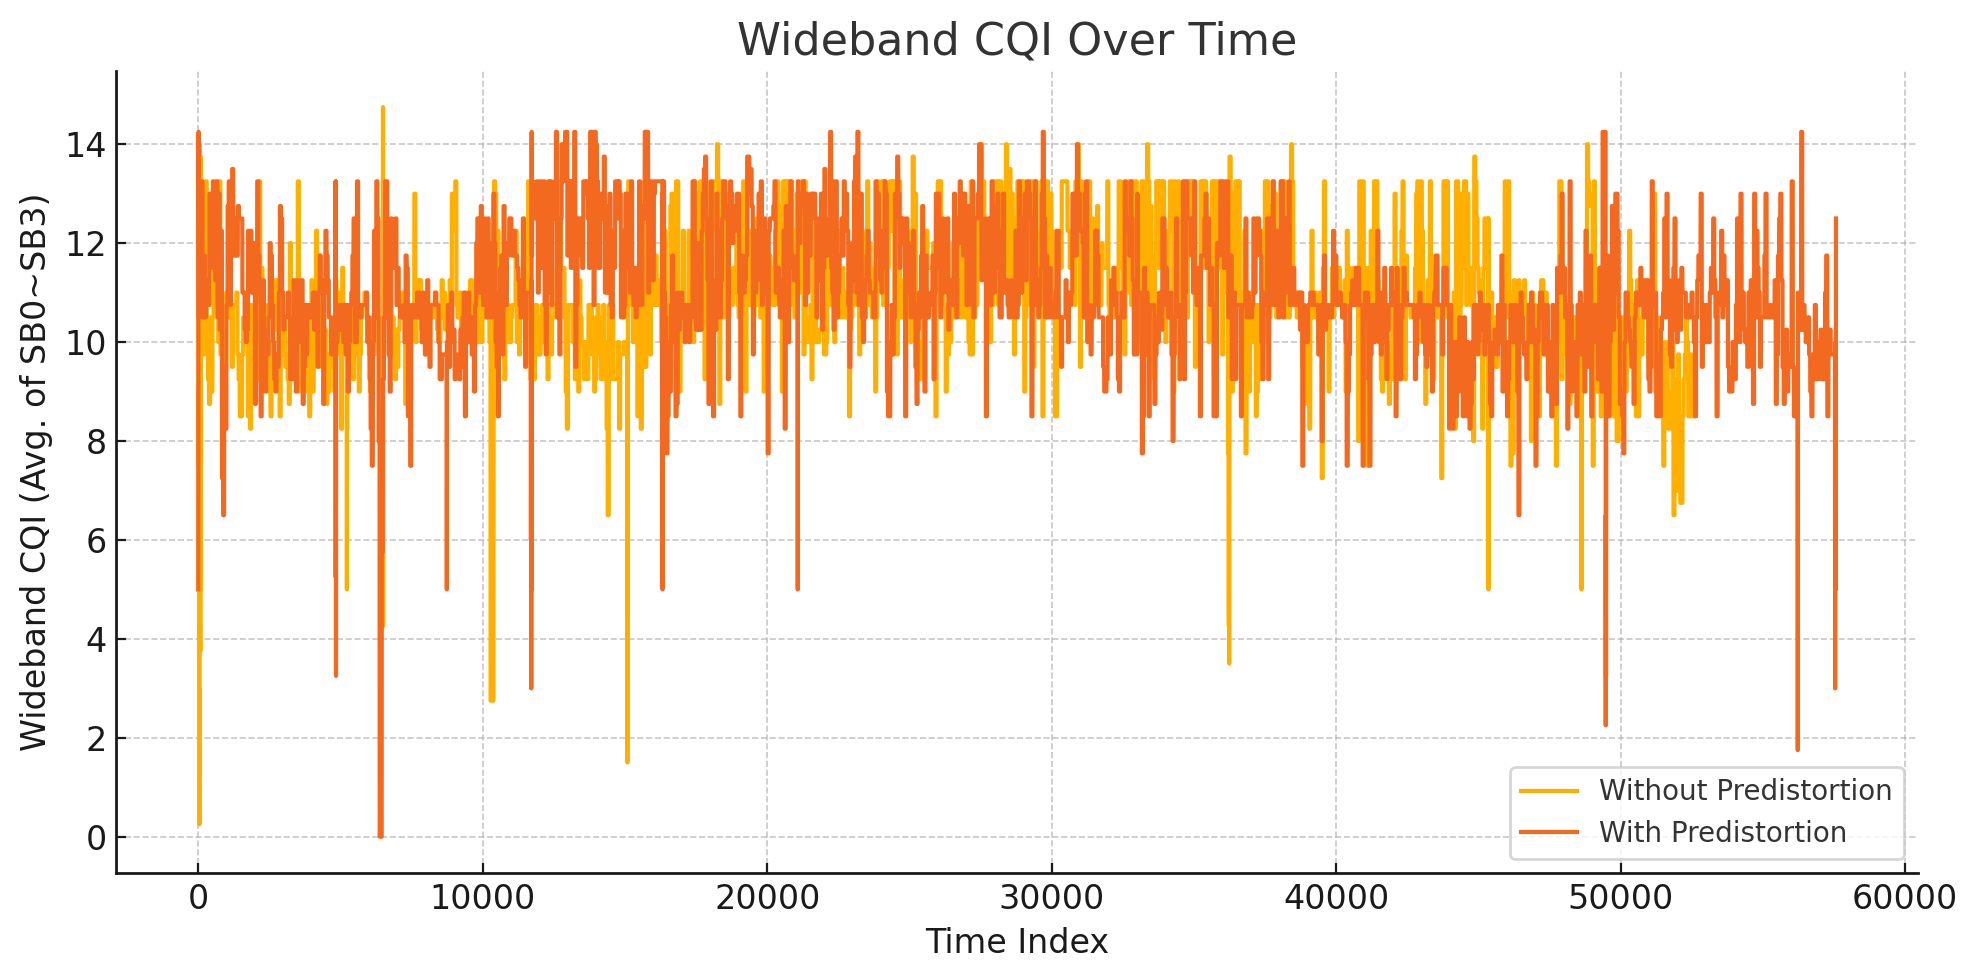 Wideband CQI Over Time
Wideband CQI (Avg. of SB0~SB3)
14
12
10
8
6
4
2
0
0 10000 20000 30000 40000 50000 60000
Time Index
Without Predistortion
With Predistortion